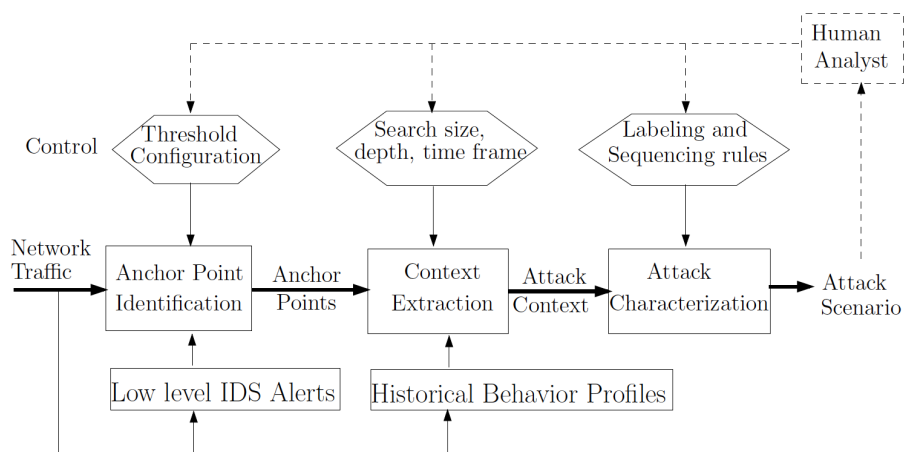 Human
Analyst
Control
Threshold
Configuration
Search size,
depth, time frame
Labeling and
Sequencing rules
Network
Traffic
Anchor Point
Identification
Anchor
Points
Context
Extraction
Attack
Context
Attack
Characterization
Attack
Scenario
Low level IDS Alerts
Historical Behavior Profiles